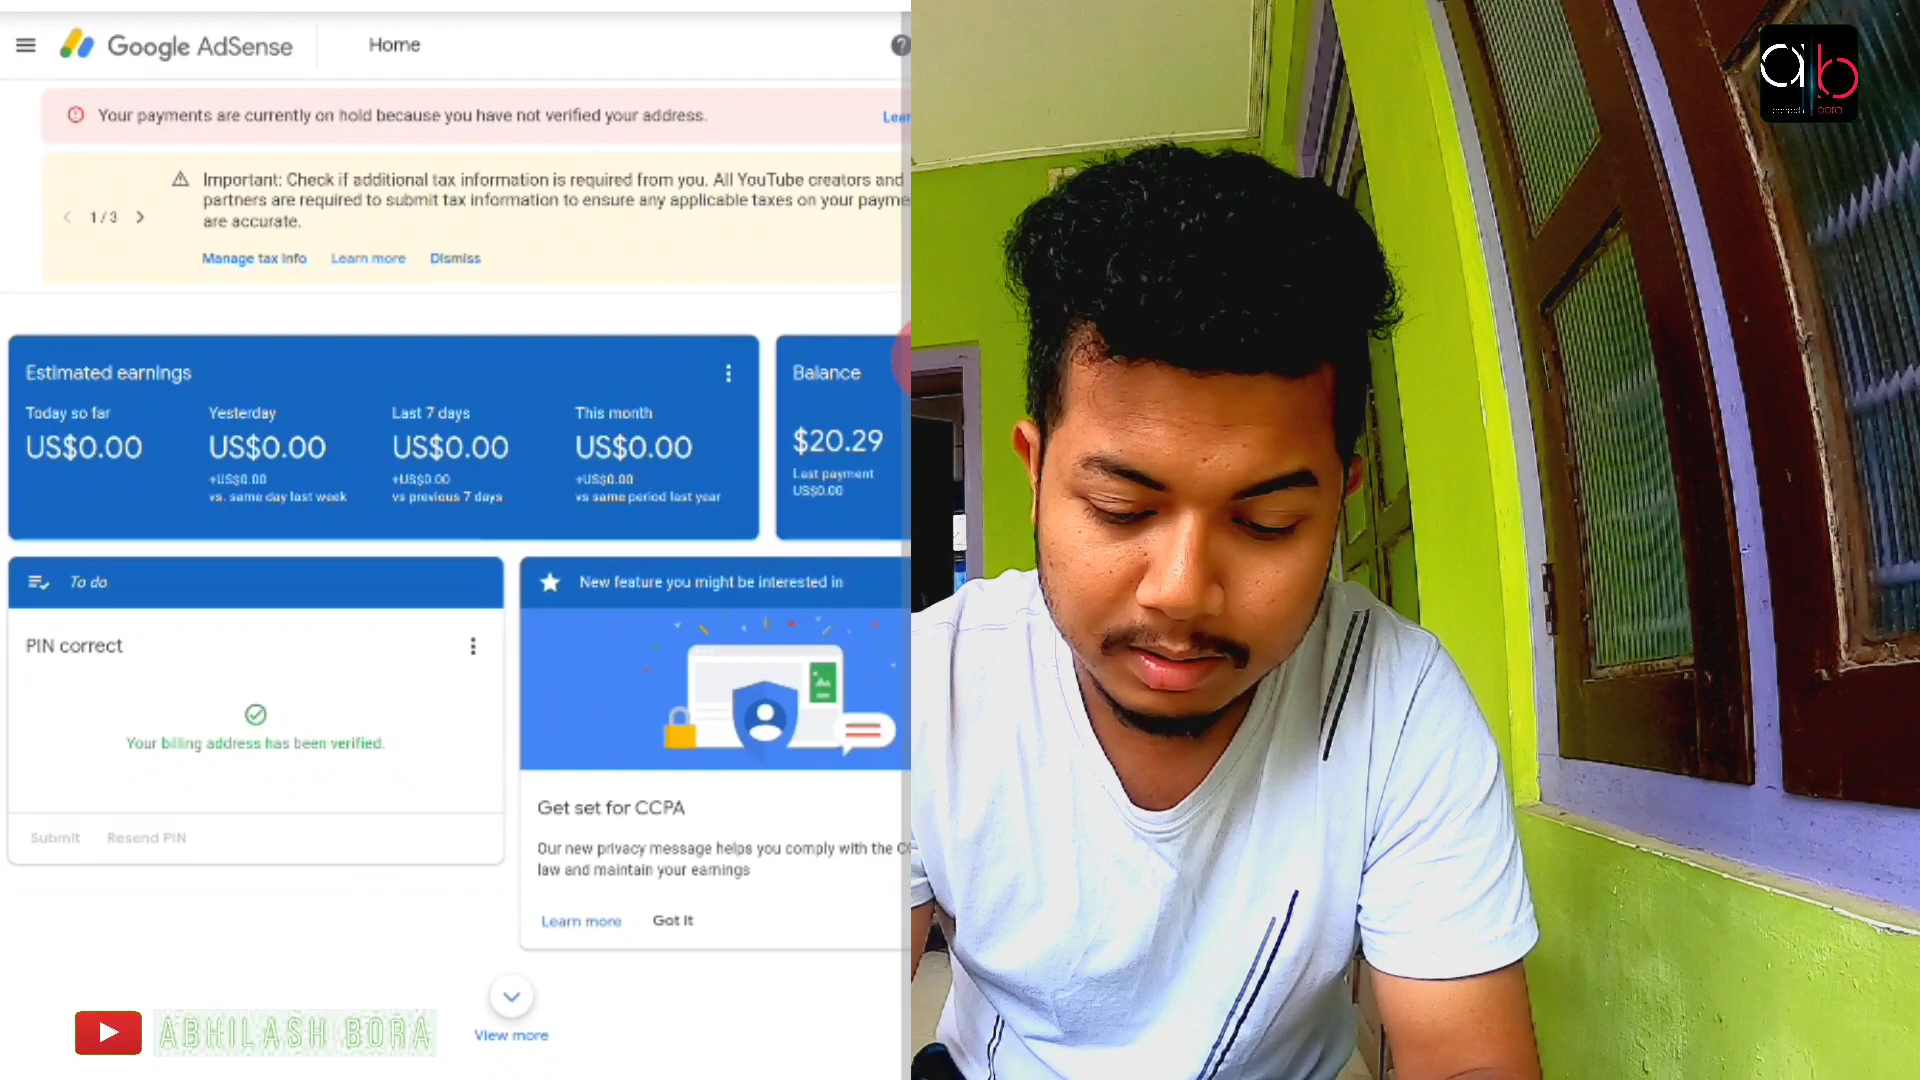 Google AdSense
Home
Your payments are currently on hold because you have not verified your address.
Important: Check if additional tax information is required from you. All YouTube creators and
partners are required to submit tax information to ensure any applicable taxes on your
are accurate.
1 / 3
Manage tax info Learn more Dismiss
Estimated earnings
Today so far
US$0.00
Yesterday
US$0.00
+US$0.00
vs. same day last week
Last 7 days
US$0.00
+US$0.00
vs previous 7 days
This month
US$0.00
+US$0.00
vs same period last year
Balance
$20.29
Last payment
US$0.00
To do
PIN correct
Your billing address has been verified.
Submit Resend PIN
New feature you might be interested in
Get set for CCPA
Our new privacy message helps you comply with the
law and maintain your earnings
Learn more Got it
View more
ABHILASH BORA
ab
bora